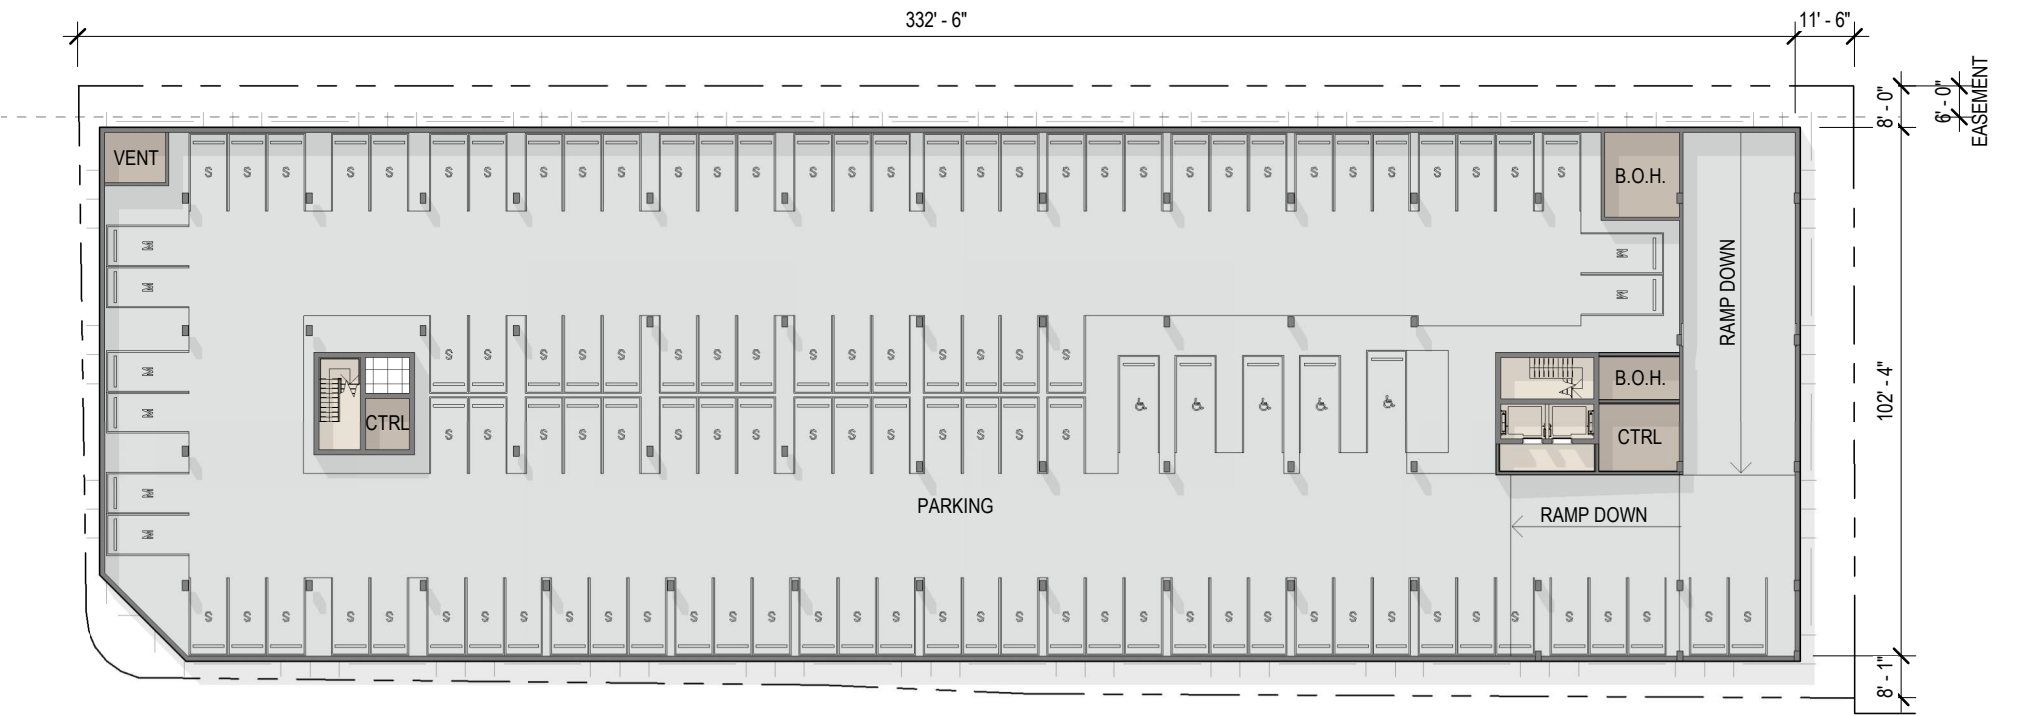 332' - 6"
11' - 6"
8' - 0"
6' - 0"
EASEMENT
VENT
S S S S S S S S S S S S S S S S S S S S S S S S S S S S S S S S
B.O.H.
M
M
M
M
RAMP DOWN
S S S S S S S S S S S S S S S
M
M
B.O.H.
102' - 4"
CTRL
S S S S S S S S S S S S S S S
CTRL
M
M
PARKING
RAMP DOWN
S S S S S S S S S S S S S S S S S S S S S S S S S S S S S S S S S S S S S
8' - 1"